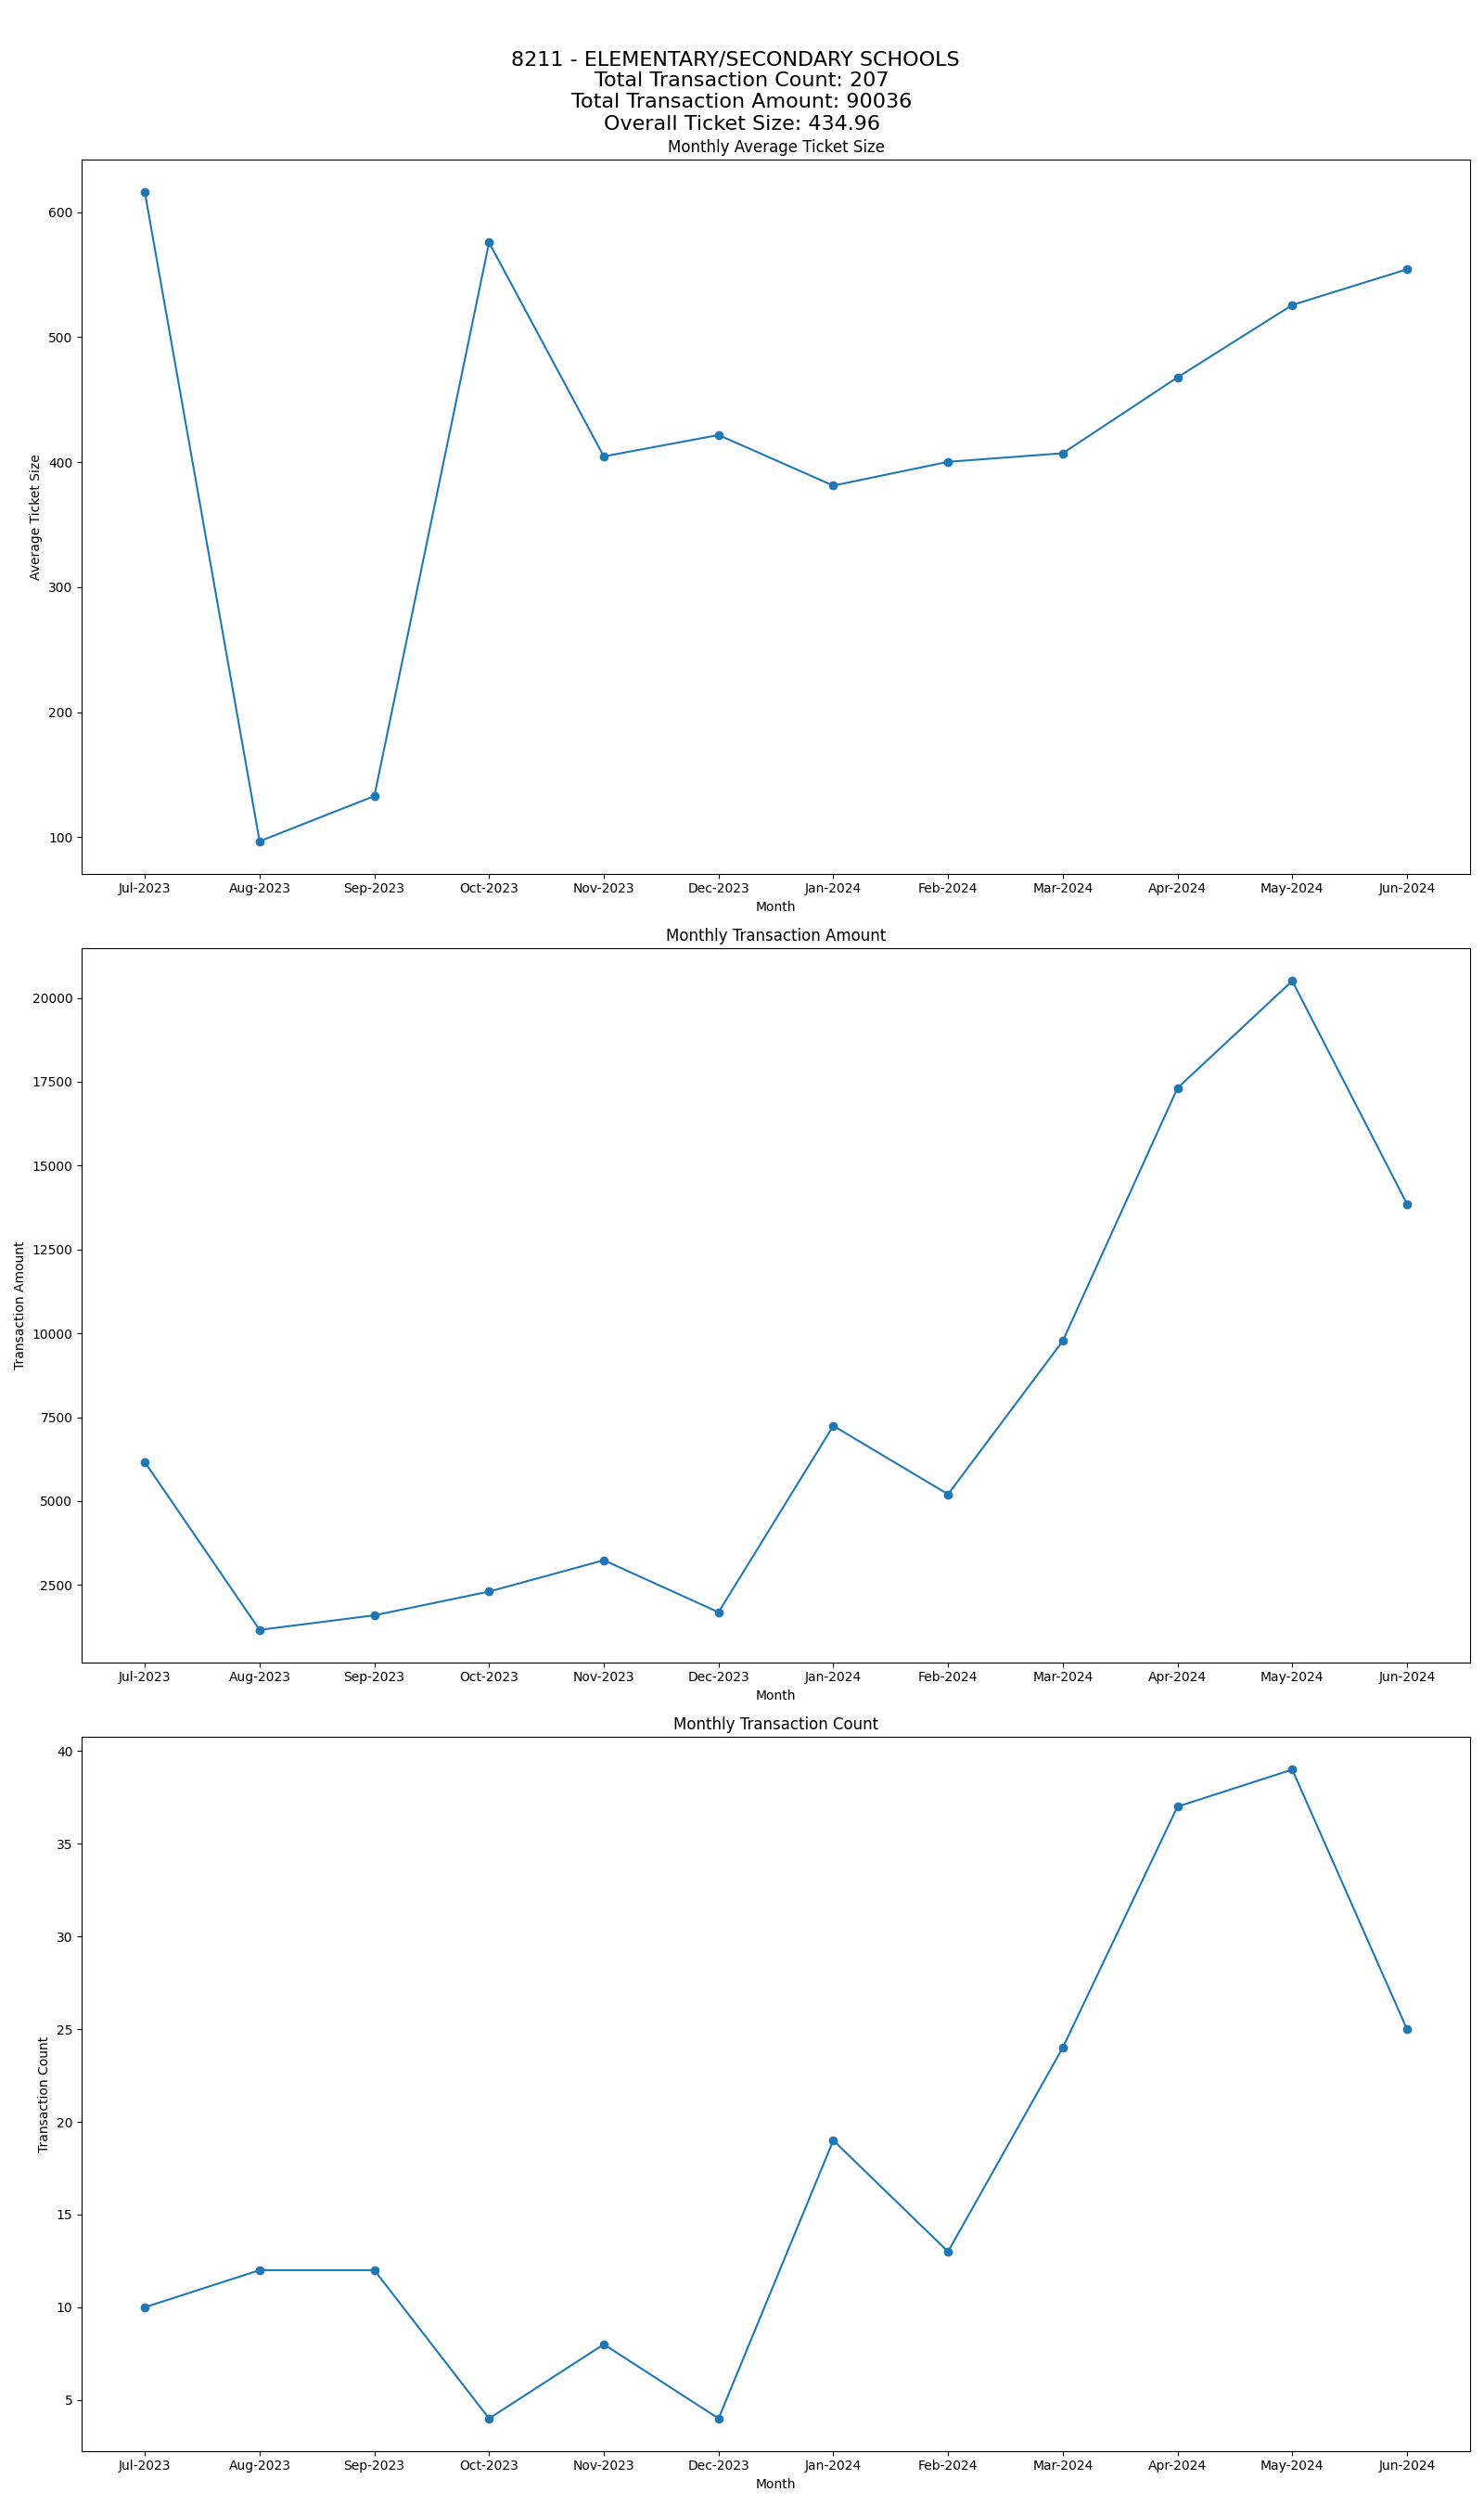 8211 - ELEMENTARY/SECONDARY SCHOOLS
Total Transaction Count: 207
Total Transaction Amount: 90036
Overall Ticket Size: 434.96
Monthly Average Ticket Size
600
500
400
300
200
100
Average Ticket Size
Jul-2023 Aug-2023 Sep-2023 Oct-2023 Nov-2023 Dec-2023 Jan-2024 Feb-2024 Mar-2024 Apr-2024 May-2024 Jun-2024
Month
Monthly Transaction Amount
20000
17500
15000
12500
10000
7500
5000
2500
Transaction Amount
Jul-2023 Aug-2023 Sep-2023 Oct-2023 Nov-2023 Dec-2023 Jan-2024 Feb-2024 Mar-2024 Apr-2024 May-2024 Jun-2024
Month
Monthly Transaction Count
40
35
30
25
20
15
10
5
Transaction Count
Jul-2023 Aug-2023 Sep-2023 Oct-2023 Nov-2023 Dec-2023 Jan-2024 Feb-2024 Mar-2024 Apr-2024 May-2024 Jun-2024
Month